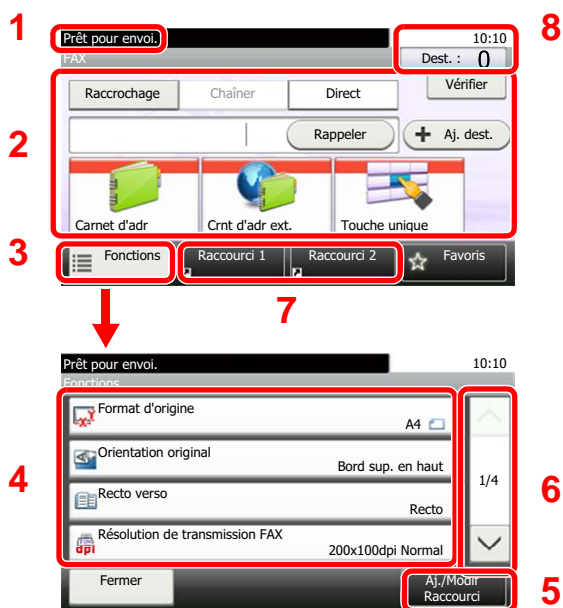 1
Prêt pour envoi.
10:10
8
FAX
Dest. : 0
Raccrochage
Chaîner
Direct
Vérifier
2
Rappeler
+ Aj. dest.
Carnet d'adr
Crnt d'adr ext.
Touche unique
3
Fonctions
Raccourci 1
Raccourci 2
Favoris
7
Prêt pour envoi.
10:10
Fonctions
Format d'origine
A4
Orientation original
Bord sup. en haut
4
1/4
6
Recto verso
Recto
dpi
Résolution de transmission FAX
200x100dpi Normal
Fermer
Aj./Modif
Raccourci
5